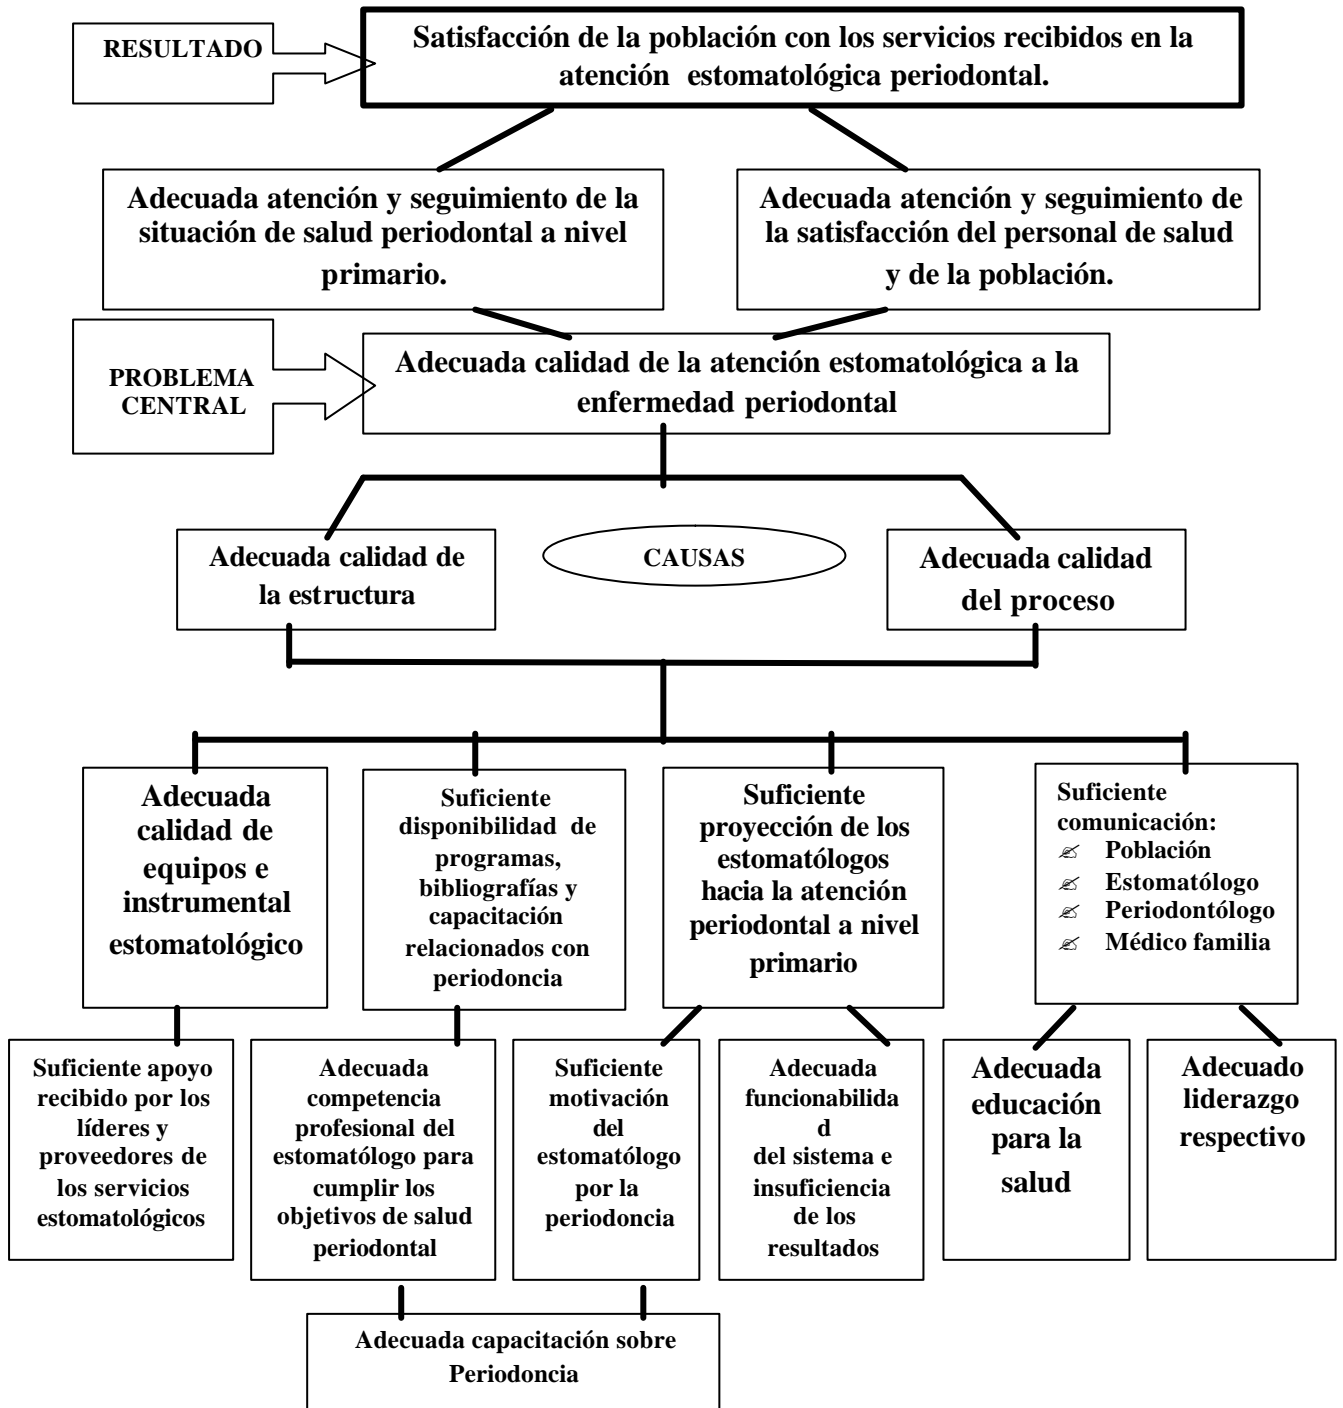 RESULTADO
Satisfacción de la población con los servicios recibidos en la
atención estomatológica periodontal.
Adecuada atención y seguimiento de la
situación de salud periodontal a nivel
primario.
Adecuada atención y seguimiento de
la satisfacción del personal de salud
y de la población.
PROBLEMA
CENTRAL
Adecuada calidad de la atención estomatológica a la
enfermedad periodontal
Adecuada calidad de
la estructura
CAUSAS
Adecuada calidad
del proceso
Adecuada
calidad de
equipos e
instrumental
estomatológico
Suficiente
disponibilidad de
programas,
bibliografías y
capacitación
relacionados con
periodoncia
Suficiente
proyección de los
estomatólogos
hacia la atención
periodontal a nivel
primario
Suficiente
comunicación:
Población
Estomatólogo
Periodontólogo
Médico familia
Suficiente apoyo
recibido por los
líderes y
proveedores de
los servicios
estomatológicos
Adecuada
competencia
profesional del
estomatólogo para
cumplir los
objetivos de salud
periodontal
Suficiente
motivación
del
estomatólogo
por la
periodoncia
Adecuada
funcionabilida
d
del sistema e
insuficiencia
de los
resultados
Adecuada
educación
para la
salud
Adecuado
liderazgo
respectivo
Adecuada capacitación sobre
Periodoncia